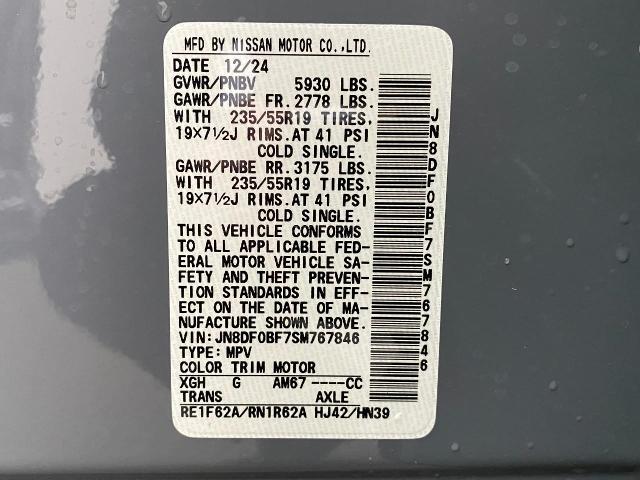 MFD BY NISSAN MOTOR CO.,LTD.
DATE 12/24
GVWR/PNBV 5930 LBS.
GAWR/PNBE FR. 2778 LBS.
WITH 235/55R19 TIRES,
19X7½J RIMS.AT 41 PSI
COLD SINGLE.
GAWR/PNBE RR. 3175 LBS.
WITH 235/55R19 TIRES,
19X7½J RIMS.AT 41 PSI
COLD SINGLE.
THIS VEHICLE CONFORMS
TO ALL APPLICABLE FED-
ERAL MOTOR VEHICLE SA-
FETY AND THEFT PREVEN-
TION STANDARDS IN EFF-
ECT ON THE DATE OF MA-
NUFACTURE SHOWN ABOVE.
VIN: JN8DF0BF7SM767846
TYPE: MPV
COLOR TRIM MOTOR
XGH G AM67 ----CC
TRANS AXLE
RE1F62A/RN1R62A HJ42/HN39
JN8DF0BF7SM767846